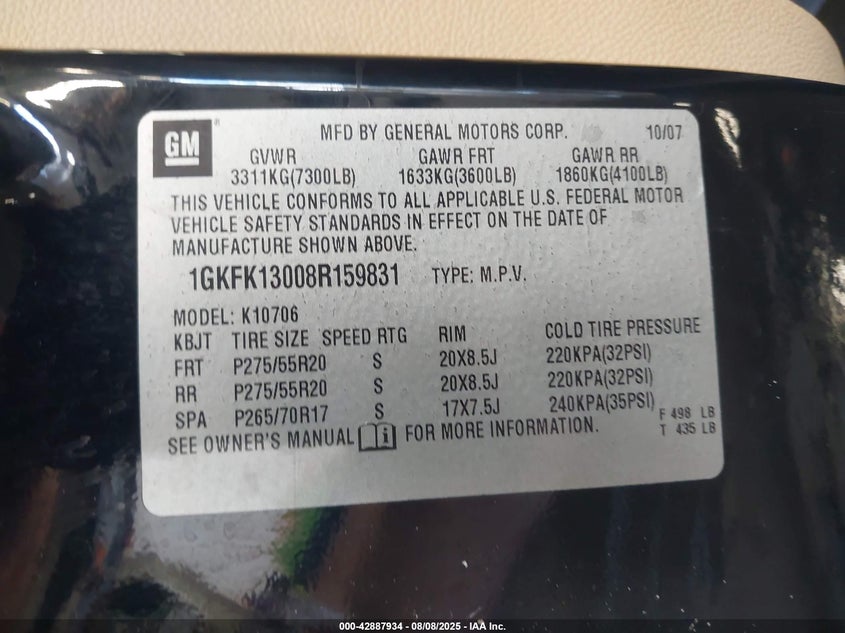 GM
MFD BY GENERAL MOTORS CORP. 10/07
GVWR GAWR FRT GAWR RR
3311KG(7300LB) 1633KG(3600LB) 1860KG(4100LB)
THIS VEHICLE CONFORMS TO ALL APPLICABLE U.S. FEDERAL MOTOR
VEHICLE SAFETY STANDARDS IN EFFECT ON THE DATE OF
MANUFACTURE SHOWN ABOVE.
1GKFK13008R159831 TYPE: M.P.V.
MODEL: K10706
KBJT TIRE SIZE SPEED RTG RIM COLD TIRE PRESSURE
FRT P275/55R20 S 20X8.5J 220KPA(32PSI)
RR P275/55R20 S 20X8.5J 220KPA(32PSI)
SPA P265/70R17 S 17X7.5J 240KPA(35PSI)
F 498 LB
T 435 LB
SEE OWNER'S MANUAL i FOR MORE INFORMATION.
000-42887934 - 08/08/2025 - IAA Inc.